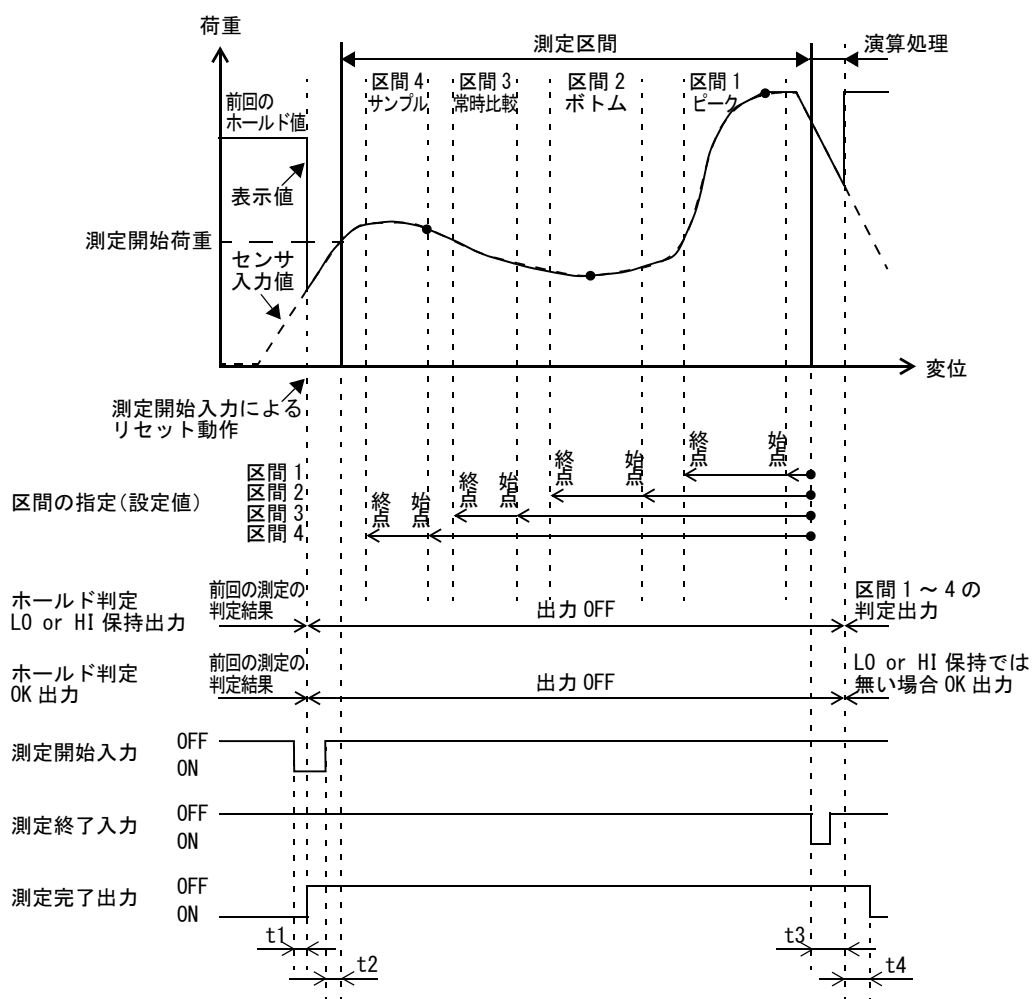 荷重
測定区間
演算処理
区間 4
サンプル
区間 3
常時比較
区間 2
ボトム
区間 1
ピーク
前回の
ホールド値
表示値
測定開始荷重
センサ
入力値
変位
測定開始入力による
リセット動作
区間の指定(設定値)
区間 1
区間 2
区間 3
区間 4
終点
始点
終点
始点
終点
始点
終点
始点
ホールド判定
LO or HI 保持出力
前回の測定の
判定結果
出力 OFF
区間 1 ～ 4 の
判定出力
ホールド判定
OK 出力
前回の測定の
判定結果
出力 OFF
LO or HI 保持では
無い場合 OK 出力
測定開始入力
OFF
ON
測定終了入力
OFF
ON
測定完了出力
OFF
ON
t1
t2
t3
t4